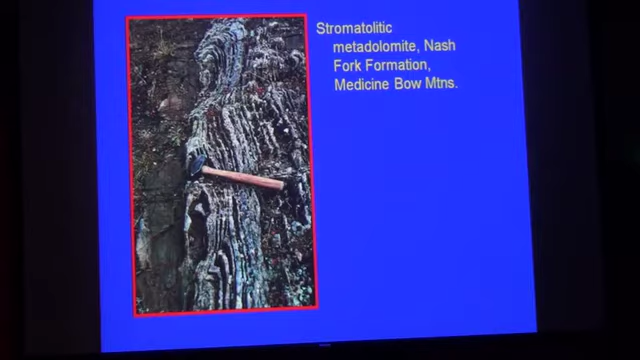 Stromatolitic
metadolomite, Nash
Fork Formation,
Medicine Bow Mtns.